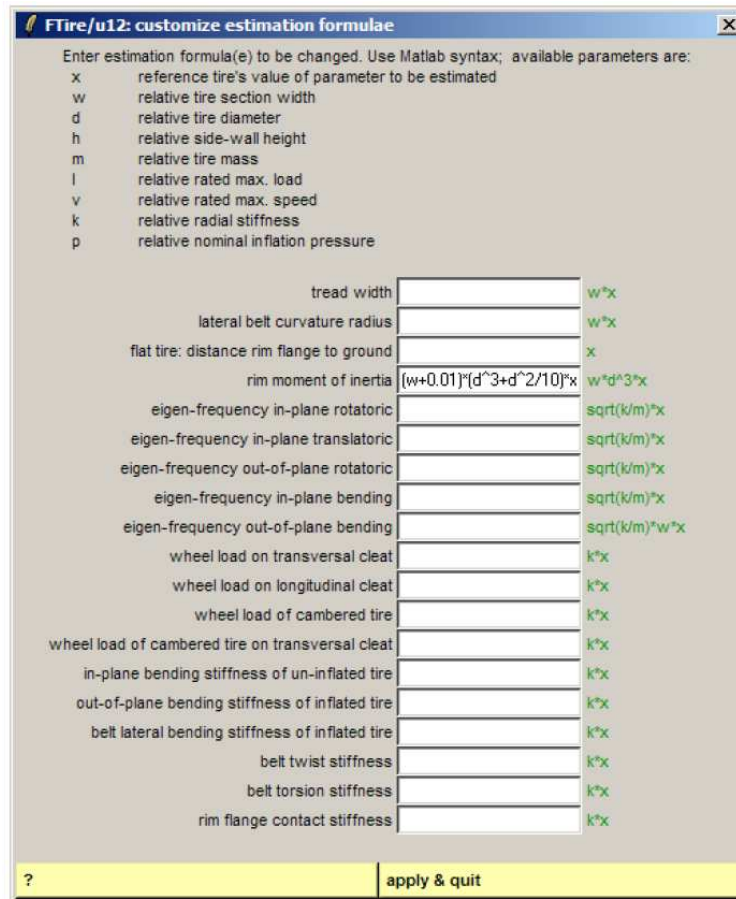 FTire/u12: customize estimation formulae
Enter estimation formula(e) to be changed. Use Matlab syntax; available parameters are:
x reference tire's value of parameter to be estimated
w relative tire section width
d relative tire diameter
h relative side-wall height
m relative tire mass
l relative rated max. load
v relative rated max. speed
k relative radial stiffness
p relative nominal inflation pressure
tread width w*x
lateral belt curvature radius w*x
flat tire: distance rim flange to ground x
rim moment of inertia (w+0.01)*(d^3+d^2/10)*x w*d^3*x
eigen-frequency in-plane rotatoric sqrt(k/m)*x
eigen-frequency in-plane translatoric sqrt(k/m)*x
eigen-frequency out-of-plane rotatoric sqrt(k/m)*x
eigen-frequency in-plane bending sqrt(k/m)*x
eigen-frequency out-of-plane bending sqrt(k/m)*w*x
wheel load on transversal cleat k*x
wheel load on longitudinal cleat k*x
wheel load of cambered tire k*x
wheel load of cambered tire on transversal cleat k*x
in-plane bending stiffness of un-inflated tire k*x
out-of-plane bending stiffness of inflated tire k*x
belt lateral bending stiffness of inflated tire k*x
belt twist stiffness k*x
belt torsion stiffness k*x
rim flange contact stiffness k*x
? apply & quit